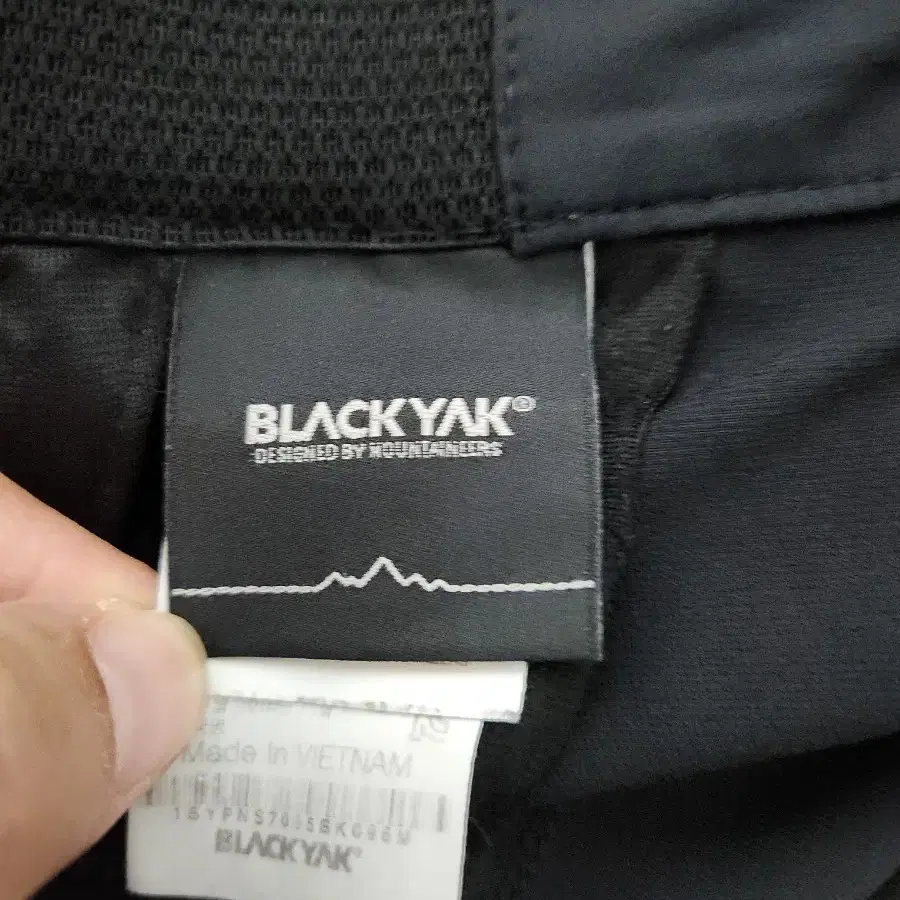 BLACKYAK®
DESIGNED BY MOUNTAINEERS
Made In VIETNAM
BLACKYAK